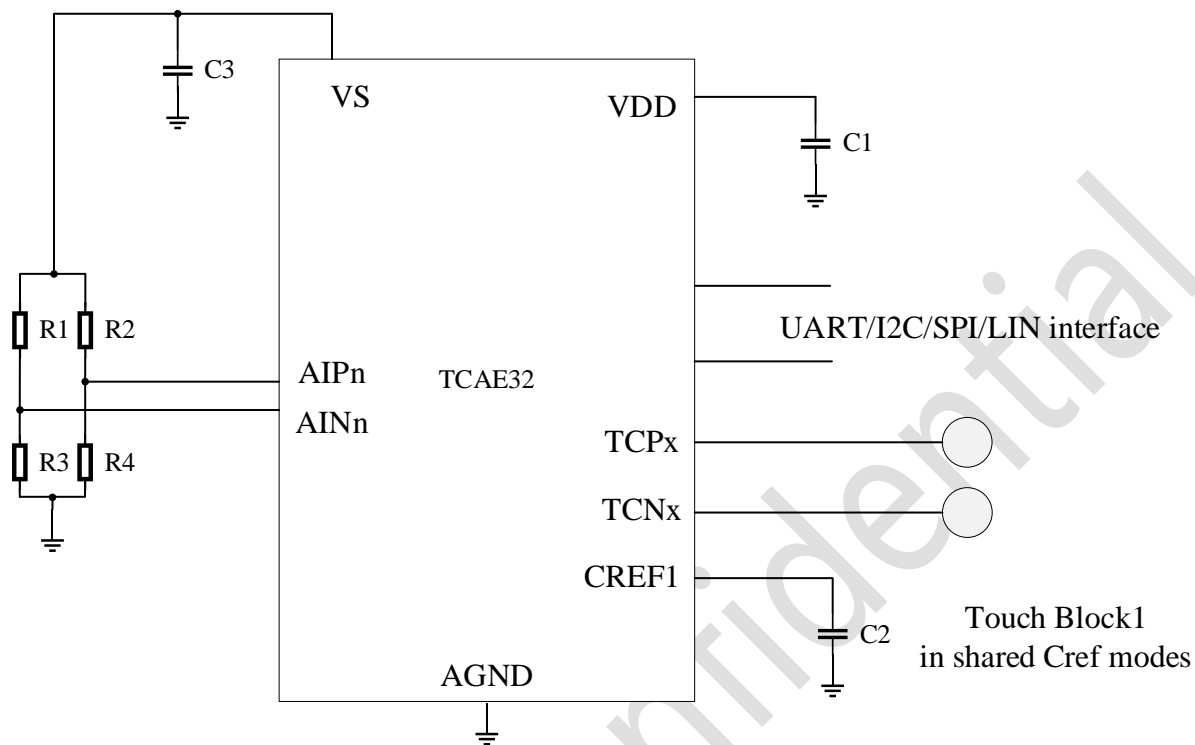 C3
VS
VDD
C1
R1
R2
UART/I2C/SPI/LIN interface
AIPn
TCAE32
AINn
TCPx
R3
R4
TCNx
CREF1
C2
Touch Block1
in shared Cref modes
AGND
nfidential